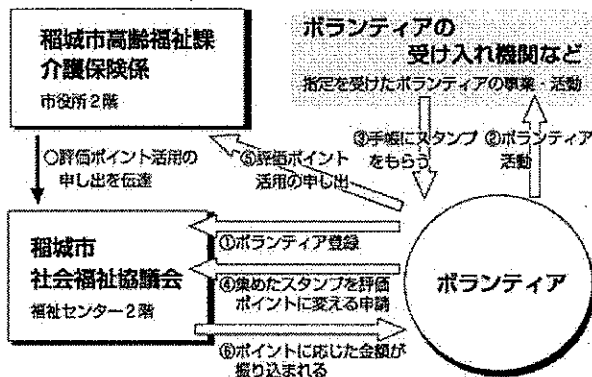 稲城市高齢福祉課
介護保険係
市役所2階
ボランティアの
受け入れ機関など
指定を受けたボランティアの事業・活動
○評価ポイント活用の
申し出を伝達
⑤評価ポイント
活用の申し出
③手帳にスタンプ
をもらう
②ボランティア
活動
稲城市
社会福祉協議会
福祉センター2階
①ボランティア登録
④集めたスタンプを評価
ポイントに変える申請
⑥ポイントに応じた金額が
振り込まれる
ボランティア